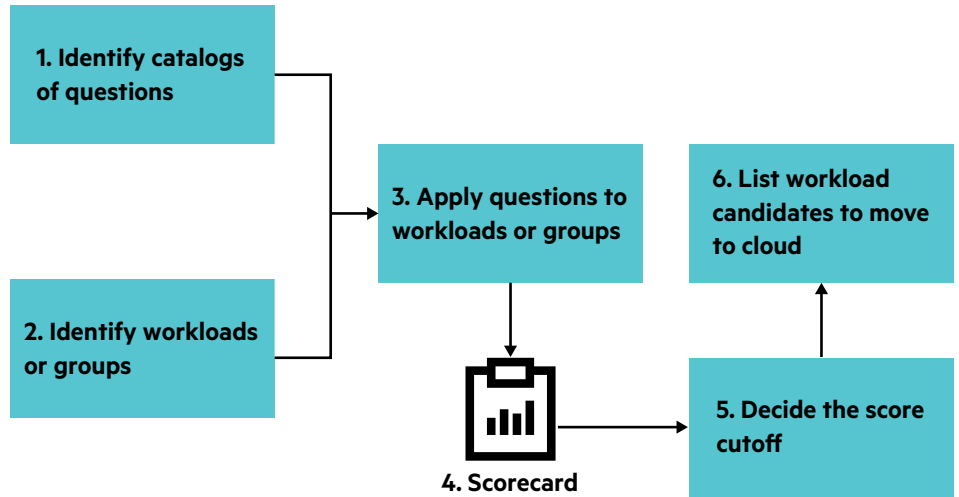 1. Identify catalogs
of questions
2. Identify workloads
or groups
3. Apply questions to
workloads or groups
4. Scorecard
5. Decide the score
cutoff
6. List workload
candidates to move
to cloud